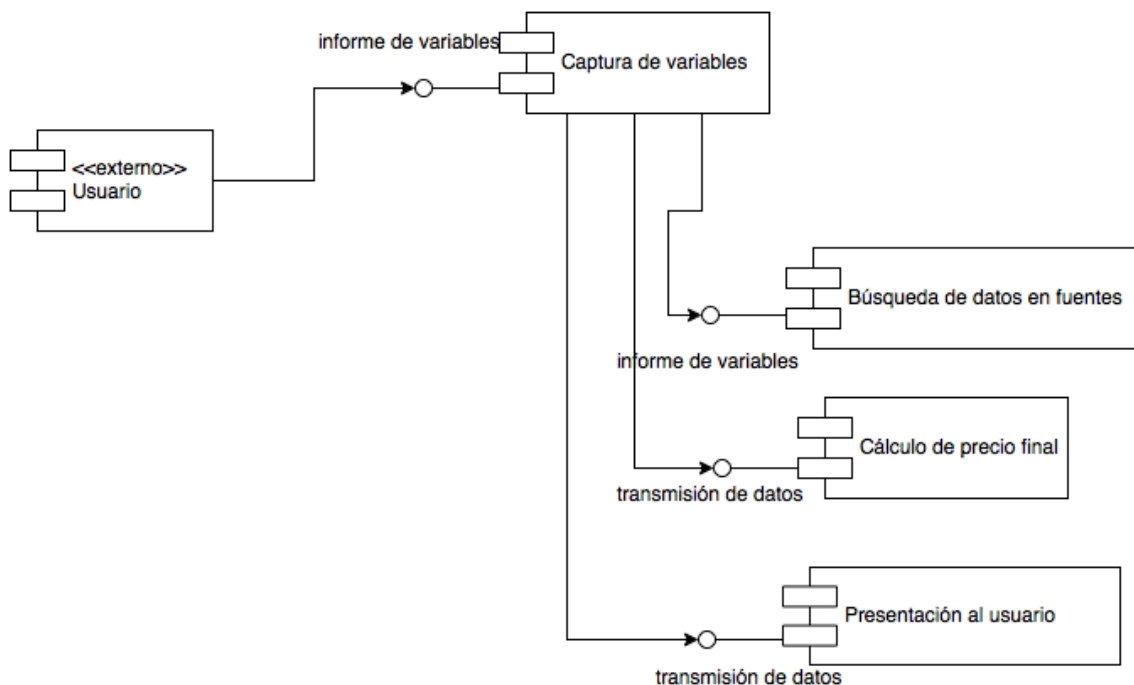 informe de variables
Captura de variables
<<externo>>
Usuario
Búsqueda de datos en fuentes
informe de variables
Cálculo de precio final
transmisión de datos
Presentación al usuario
transmisión de datos